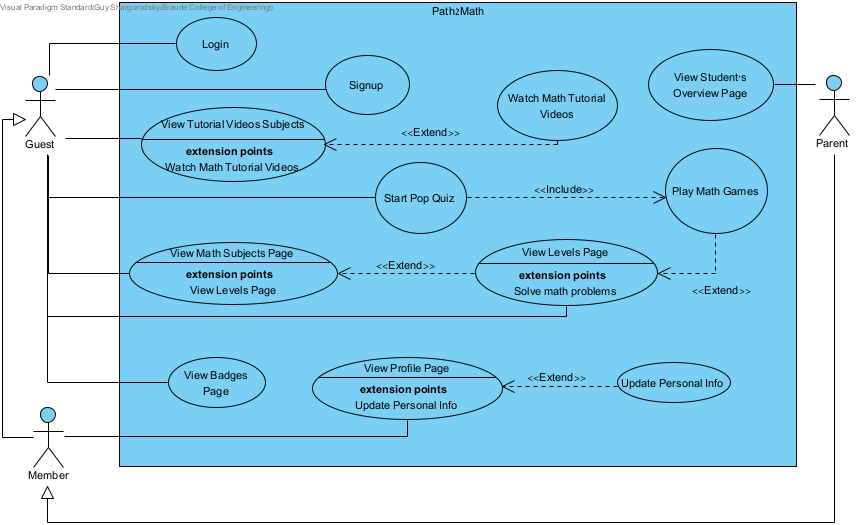 Visual Paradigm Standard(Guy Shargorodsky(Braude College of Engineering))
Path2Math
Login
Signup
View Student's
Overview Page
Watch Math Tutorial
Videos
View Tutorial Videos Subjects
extension points
Watch Math Tutorial Videos
<<Extend>>
Guest
Parent
Start Pop Quiz
<<Include>>
Play Math Games
View Math Subjects Page
extension points
View Levels Page
<<Extend>>
View Levels Page
extension points
Solve math problems
<<Extend>>
View Badges
Page
View Profile Page
extension points
Update Personal Info
<<Extend>>
Update Personal Info
Member